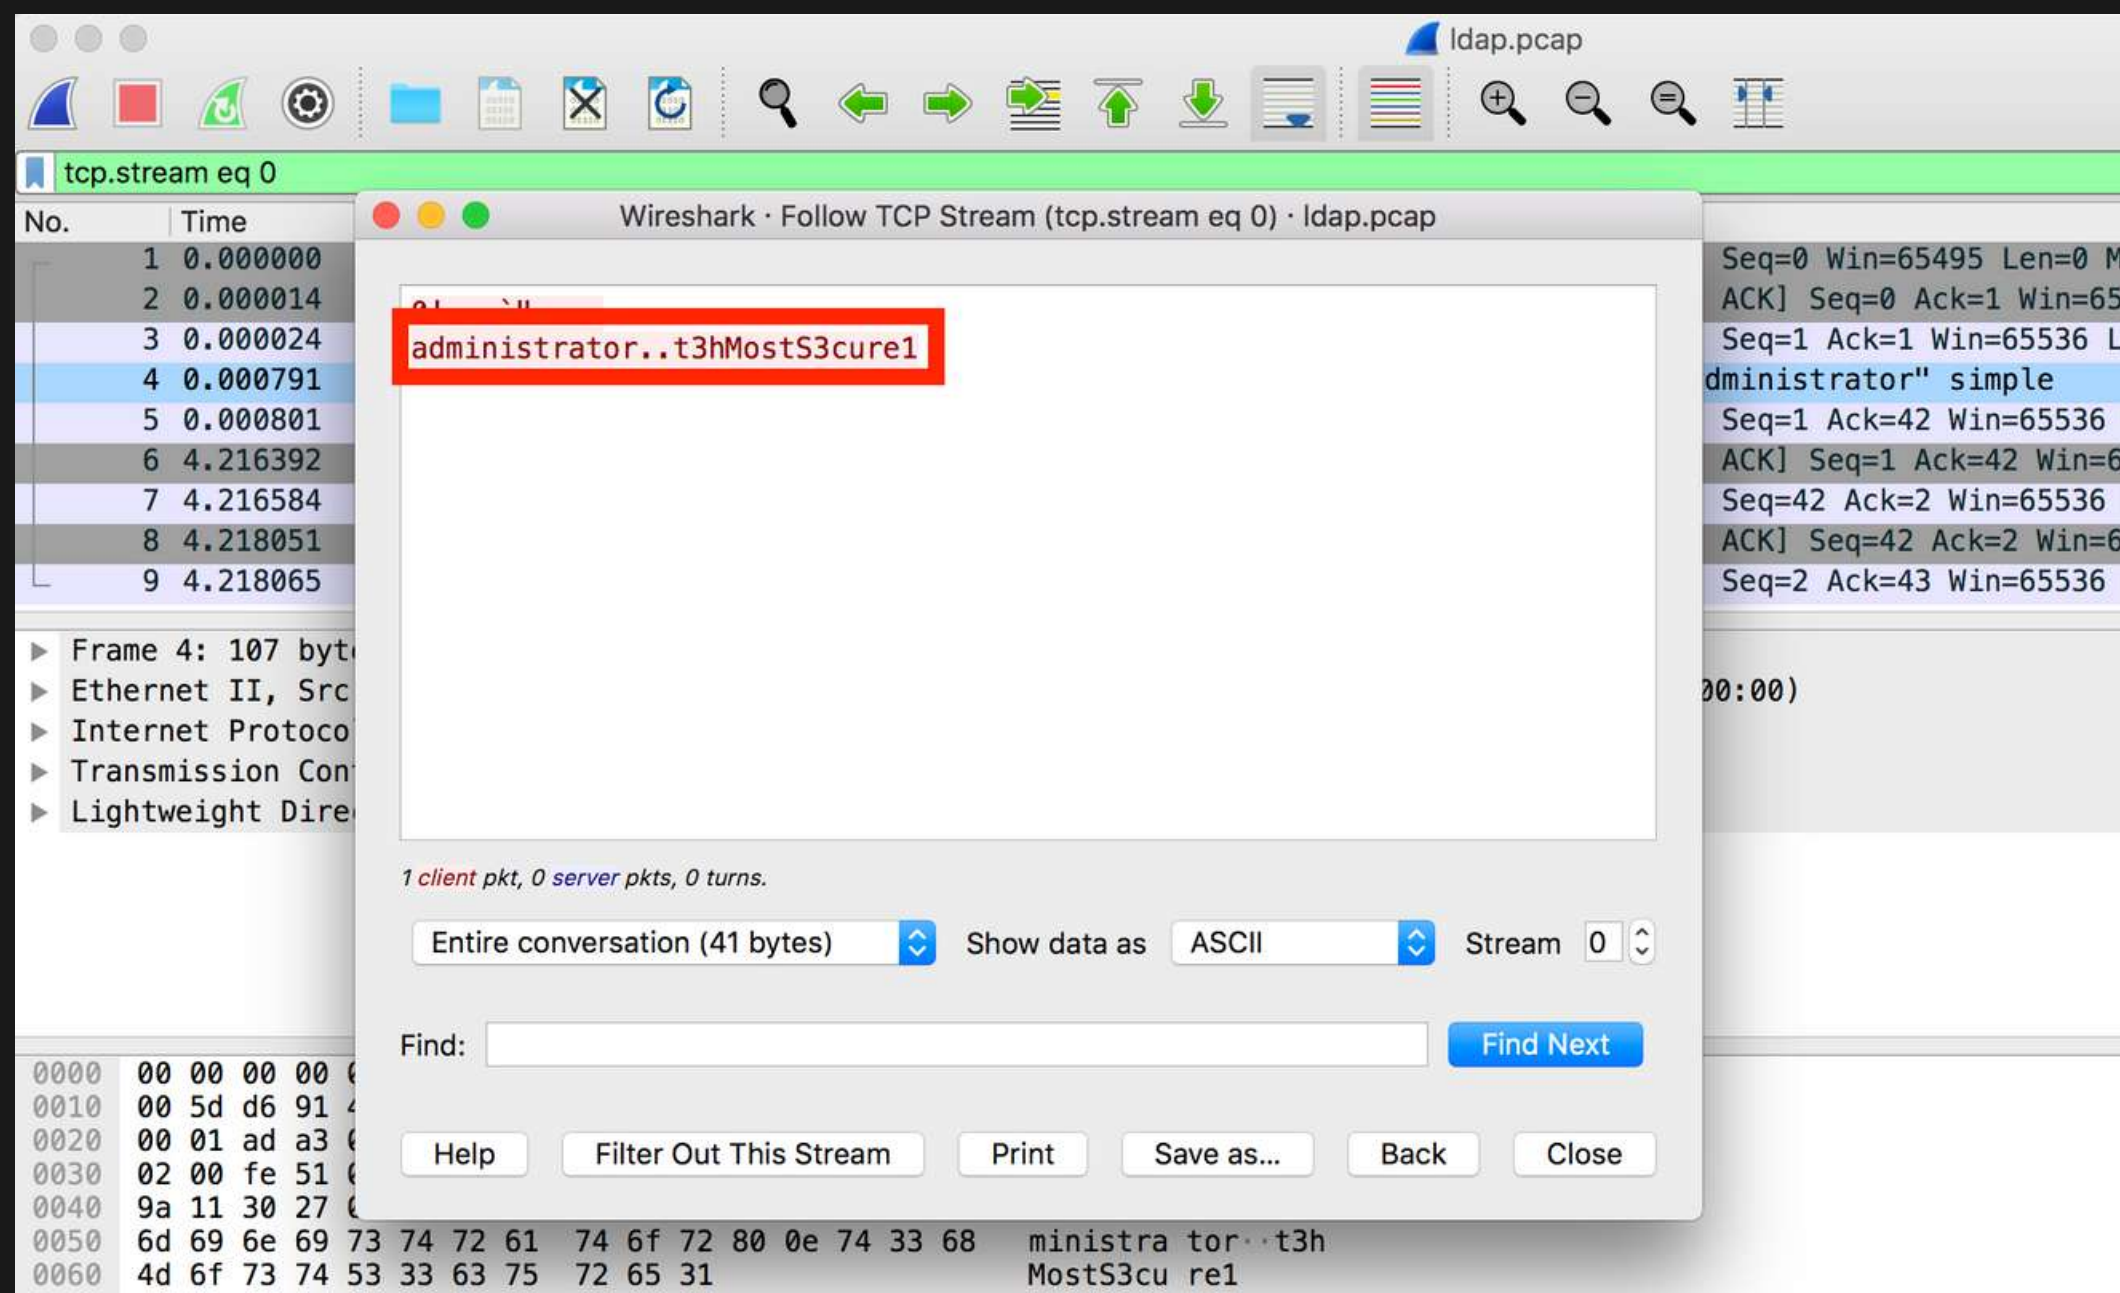 ldap.pcap
tcp.stream eq 0
No. Time
Wireshark · Follow TCP Stream (tcp.stream eq 0) · ldap.pcap
1 0.000000 Seq=0 Win=65495 Len=0 M
2 0.000014 ACK] Seq=0 Ack=1 Win=65
3 0.000024 Seq=1 Ack=1 Win=65536 L
4 0.000791 dministrator" simple
5 0.000801 Seq=1 Ack=42 Win=65536
6 4.216392 ACK] Seq=1 Ack=42 Win=6
7 4.216584 Seq=42 Ack=2 Win=65536
8 4.218051 ACK] Seq=42 Ack=2 Win=6
9 4.218065 Seq=2 Ack=43 Win=65536
administrator..t3hMostS3cure1
Frame 4: 107 byt
Ethernet II, Src 00:00)
Internet Protoco
Transmission Con
Lightweight Dire
1 client pkt, 0 server pkts, 0 turns.
Entire conversation (41 bytes) Show data as ASCII Stream 0
Find: Find Next
Help Filter Out This Stream Print Save as... Back Close
0000 00 00 00 00
0010 00 5d d6 91
0020 00 01 ad a3
0030 02 00 fe 51
0040 9a 11 30 27
0050 6d 69 6e 69 73 74 72 61 74 6f 72 80 0e 74 33 68 ministra tor··t3h
0060 4d 6f 73 74 53 33 63 75 72 65 31 MostS3cu re1